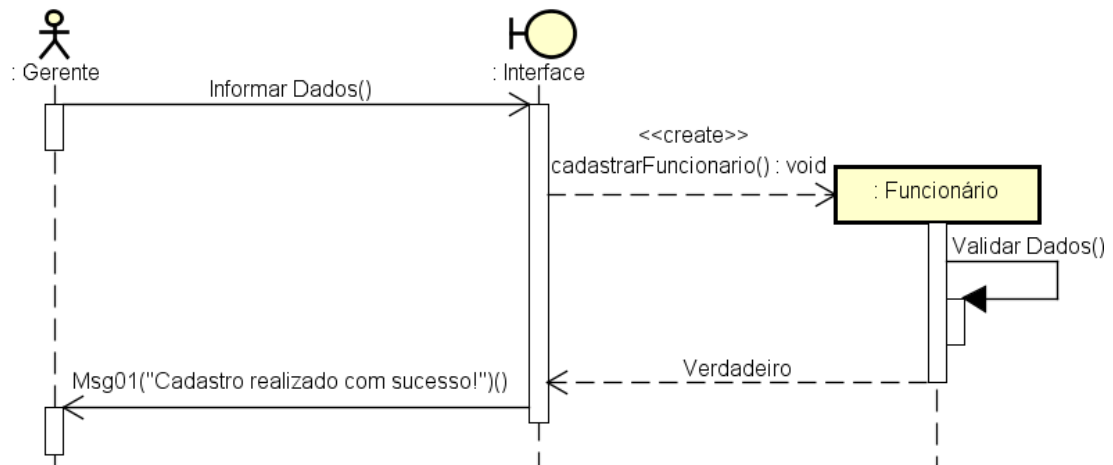 : Gerente
: Interface
Informar Dados()
<<create>>
cadastrarFuncionario() : void
: Funcionário
Validar Dados()
Verdadeiro
Msg01("Cadastro realizado com sucesso!")()